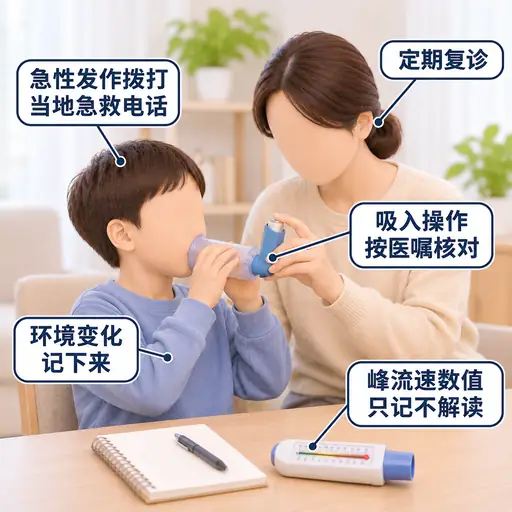 急性发作拨打
当地急救电话
定期复诊
吸入操作
按医嘱核对
环境变化
记下来
峰流速数值
只记不解读